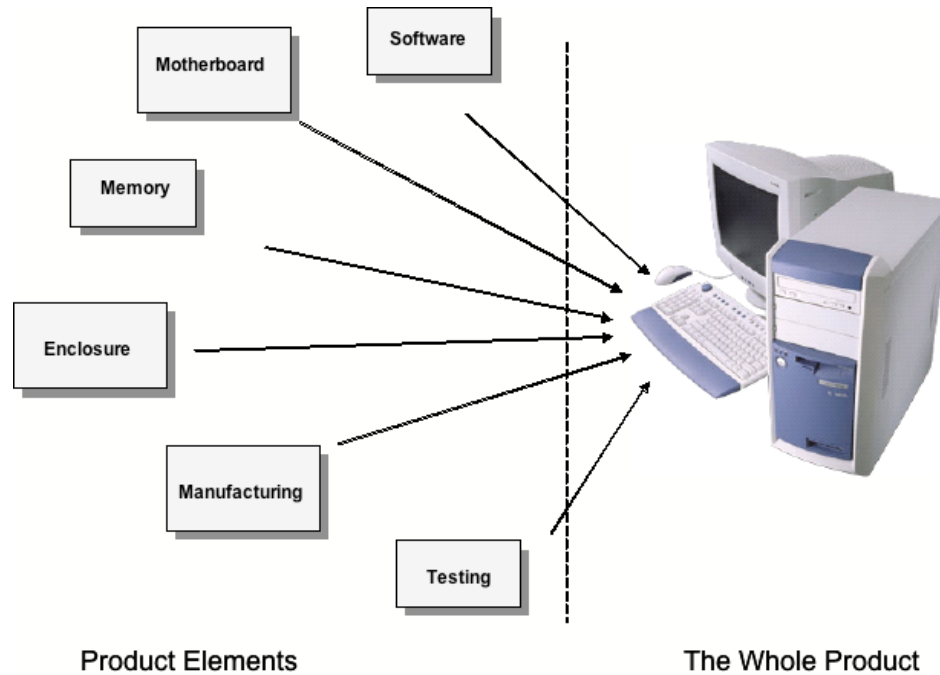 Software
Motherboard
Memory
Enclosure
Manufacturing
Testing
Product Elements
The Whole Product